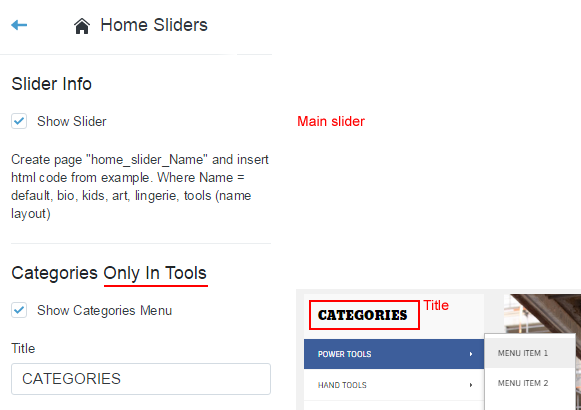 Home Sliders
Slider Info
Show Slider
Main slider
Create page "home_slider_Name" and insert
html code from example. Where Name =
default, bio, kids, art, lingerie, tools (name
layout)
Categories Only In Tools
Show Categories Menu
Title
CATEGORIES
CATEGORIES
Title
POWER TOOLS
MENU ITEM 1
HAND TOOLS
MENU ITEM 2